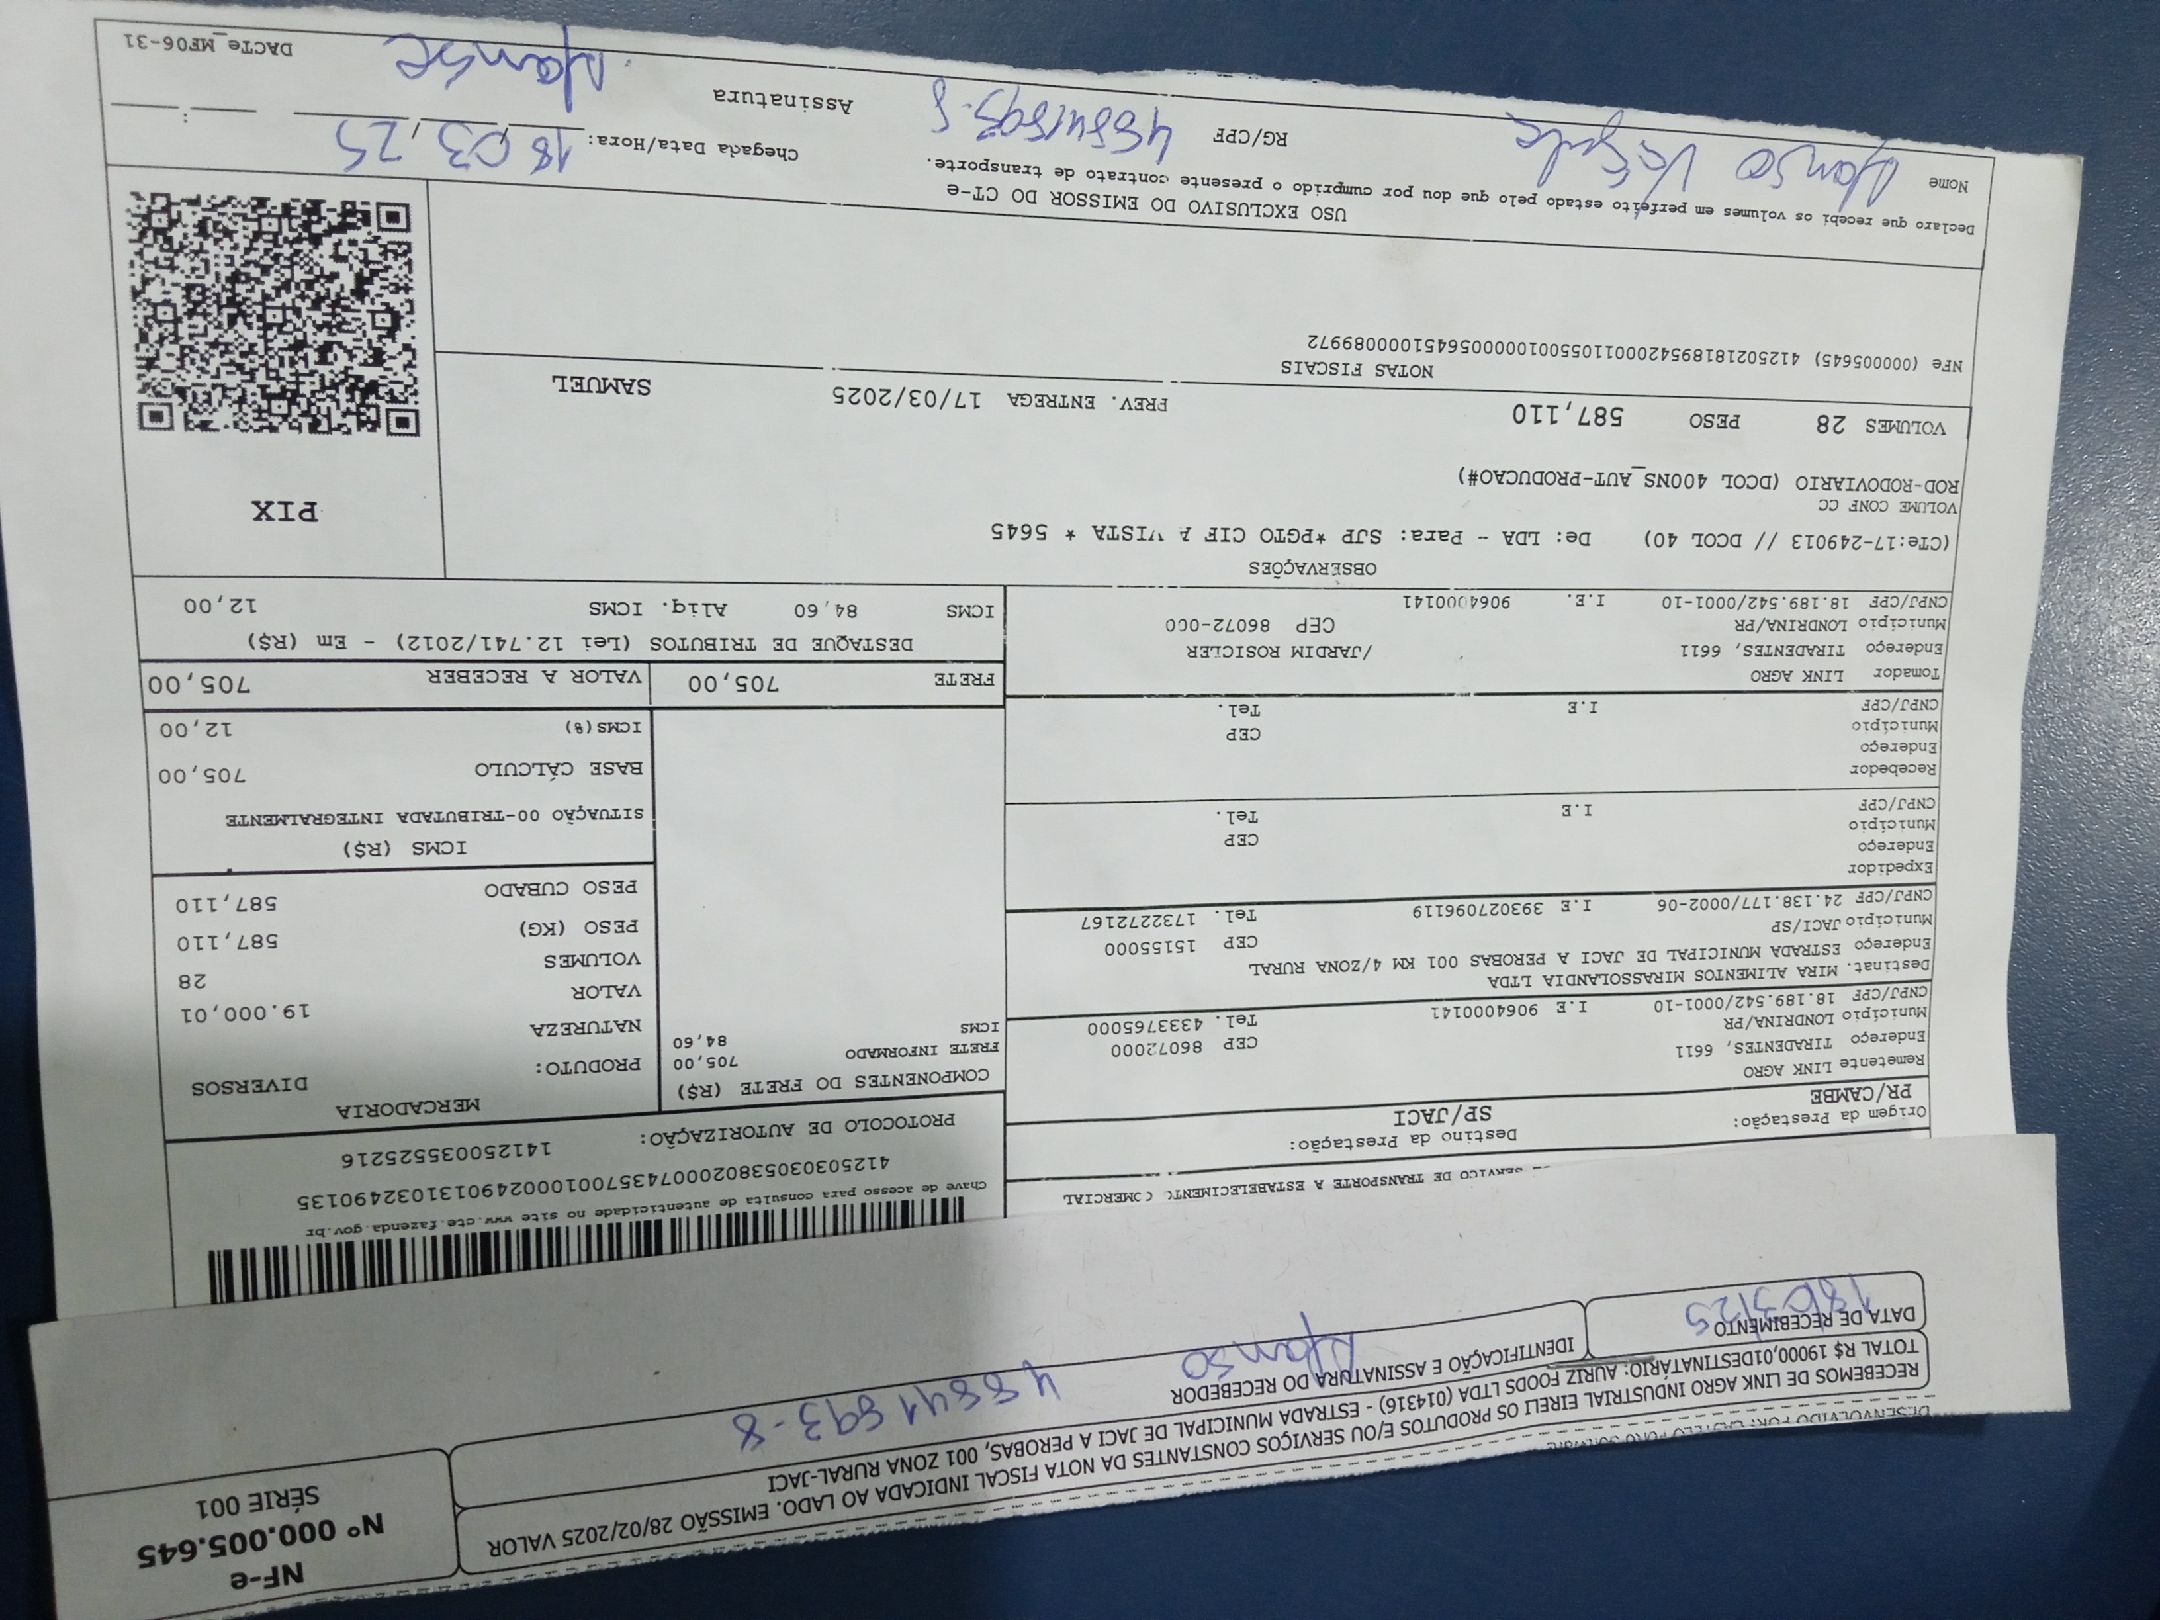 NF-e
Nº 000.005.645
SÉRIE 001
RECEBEMOS DE LINK AGRO INDUSTRIAL EIRELI OS PRODUTOS E/OU SERVIÇOS CONSTANTES DA NOTA FISCAL INDICADA AO LADO. EMISSÃO 28/02/2025 VALOR
TOTAL R$ 19000,01DESTINATÁRIO: AURIZ FOODS LTDA (014316) - ESTRADA MUNICIPAL DE JACI A PEROBAS, 001 ZONA RURAL-JACI
DATA DE RECEBIMENTO
18/03/25
IDENTIFICAÇÃO E ASSINATURA DO RECEBEDOR
48841893-8
SERVIÇO DE TRANSPORTE A ESTABELECIMENTO COMERCIAL
Chave de acesso para consulta de autenticidade no site www.cte.fazenda.gov.br
41250303053802000743570010002490131032490135
PROTOCOLO DE AUTORIZAÇÃO: 141250035525216
Origem da Prestação: Destino da Prestação:
PR/CAMBE SP/JACI
Remetente LINK AGRO
Endereço TIRADENTES, 6611 CEP 86072000
Município LONDRINA/PR Tel. 4333765000
CNPJ/CPF 18.189.542/0001-10 I.E 9064000141
Destinat. MIRA ALIMENTOS MIRASSOLANDIA LTDA
Endereço ESTRADA MUNICIPAL DE JACI A PEROBAS 001 KM 4/ZONA RURAL
Município JACI/SP CEP 15155000
CNPJ/CPF 24.138.177/0002-06 I.E 393027096119 Tel. 1732272167
Expedidor
Endereço
Município CEP
CNPJ/CPF I.E Tel.
Recebedor
Endereço
Município CEP
CNPJ/CPF I.E Tel.
Tomador LINK AGRO
Endereço TIRADENTES, 6611 /JARDIM ROSICLER
Município LONDRINA/PR CEP 86072-000
CNPJ/CPF 18.189.542/0001-10 I.E. 9064000141
COMPONENTES DO FRETE (R$)
FRETE INFORMADO 705,00
ICMS 84,60
MERCADORIA
PRODUTO: DIVERSOS
NATUREZA
VALOR 19.000,01
VOLUMES 28
PESO (KG) 587,110
PESO CUBADO 587,110
ICMS (R$)
SITUAÇÃO 00-TRIBUTADA INTEGRALMENTE
BASE CÁLCULO 705,00
ICMS(%) 12,00
FRETE 705,00 VALOR A RECEBER 705,00
DESTAQUE DE TRIBUTOS (Lei 12.741/2012) - Em (R$)
ICMS 84,60 Aliq. ICMS 12,00
OBSERVAÇÕES
(CTe:17-249013 // DCOL 40) De: LDA - Para: SJP *PGTO CIF A VISTA * 5645
VOLUME CONF CC
ROD-RODOVIARIO (DCOL 400NS_AUT-PRODUCAO#)
PIX
VOLUMES 28 PESO 587,110 PREV. ENTREGA 17/03/2025 SAMUEL
NOTAS FISCAIS
NFe (000005645) 41250218189542000110550010000056451000089972
USO EXCLUSIVO DO EMISSOR DO CT-e
Declaro que recebi os volumes em perfeito estado pelo que dou por cumprido o presente contrato de transporte.
Chegada Data/Hora: 18/03/25 :
Nome RG/CPF 48841893-8 Assinatura
DACTe_MF06-31